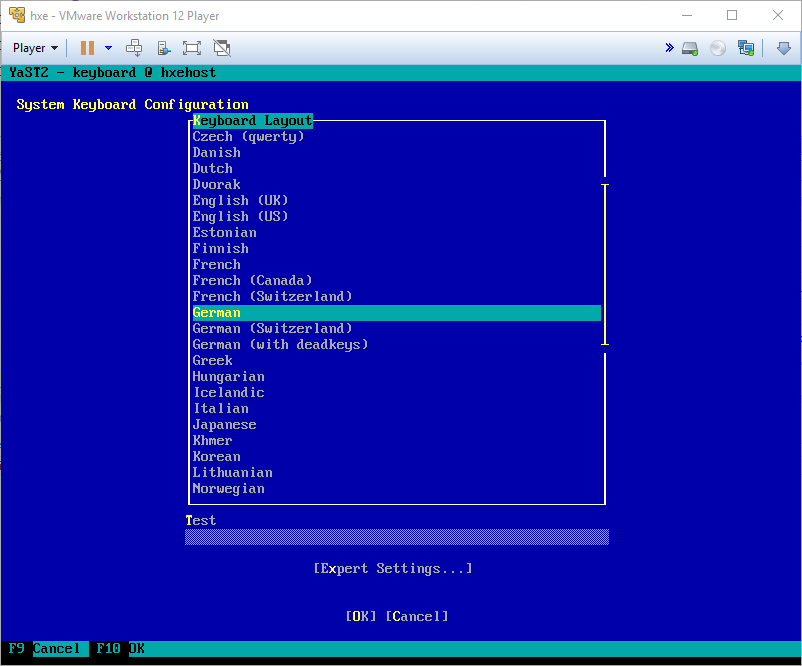 hxe - VMware Workstation 12 Player
Player
YaST2 - keyboard @ hxehost
System Keyboard Configuration
Keyboard Layout
Czech (qwerty)
Danish
Dutch
Dvorak
English (UK)
English (US)
Estonian
Finnish
French
French (Canada)
French (Switzerland)
German
German (Switzerland)
German (with deadkeys)
Greek
Hungarian
Icelandic
Italian
Japanese
Khmer
Korean
Lithuanian
Norwegian
Test
[Expert Settings...]
[OK] [Cancel]
F9 Cancel F10 OK